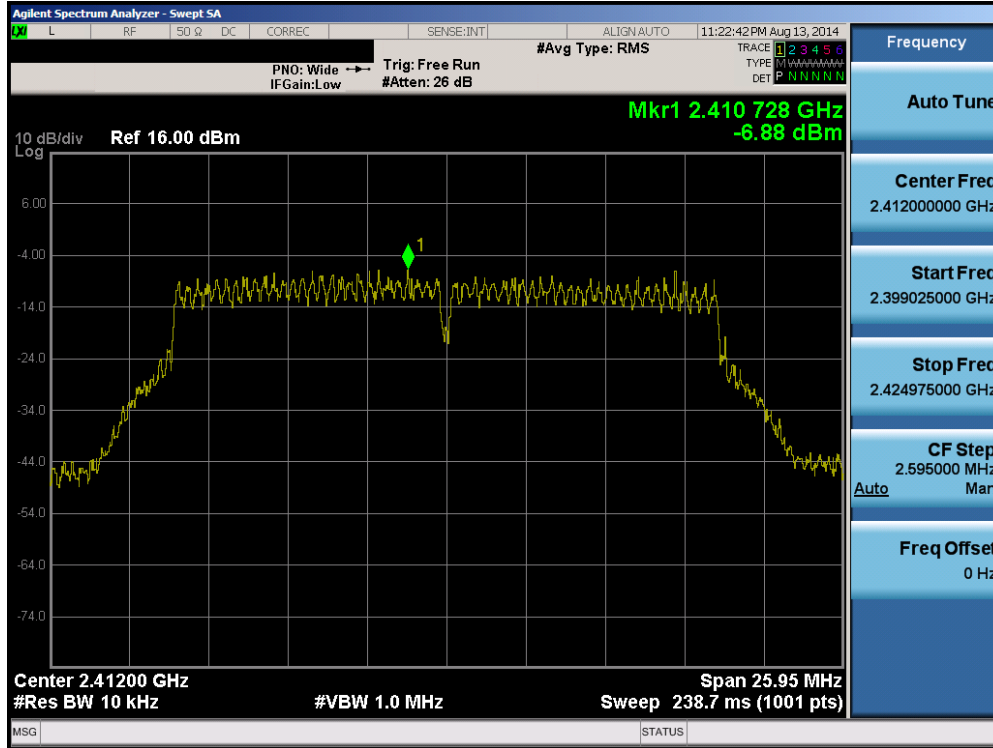 Agilent Spectrum Analyzer - Swept SA
LXI L RF 50 Ω DC CORREC SENSE:INT ALIGN AUTO 11:22:42 PM Aug 13, 2014
#Avg Type: RMS TRACE 1 2 3 4 5 6
PNO: Wide Trig: Free Run TYPE M
IFGain:Low #Atten: 26 dB DET P N N N N N
Mkr1 2.410 728 GHz
-6.88 dBm
10 dB/div Ref 16.00 dBm
Log
6.00
-4.00
1
-14.0
-24.0
-34.0
-44.0
-54.0
-64.0
-74.0
Center 2.41200 GHz Span 25.95 MHz
#Res BW 10 kHz #VBW 1.0 MHz Sweep 238.7 ms (1001 pts)
MSG STATUS
Frequency
Auto Tune
Center Freq
2.412000000 GHz
Start Freq
2.399025000 GHz
Stop Freq
2.424975000 GHz
CF Step
2.595000 MHz
Auto Man
Freq Offset
0 Hz